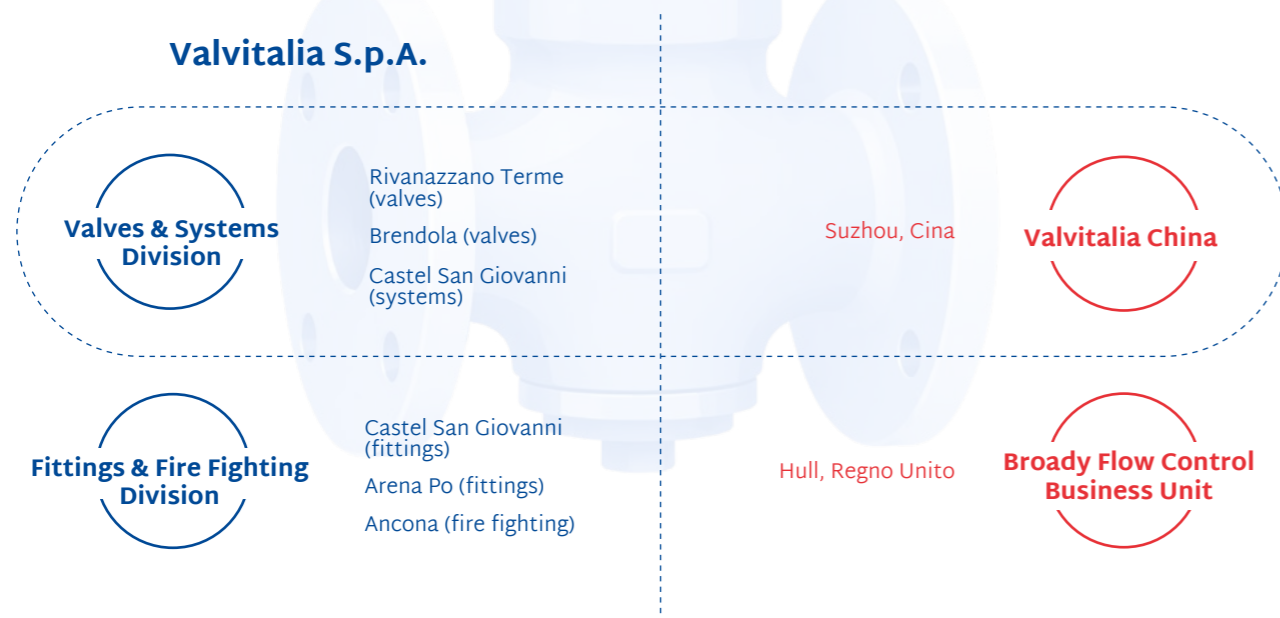 Valvitalia S.p.A.
Valves & Systems
Division
Rivanazzano Terme
(valves)
Brendola (valves)
Castel San Giovanni
(systems)
Suzhou, Cina
Valvitalia China
Fittings & Fire Fighting
Division
Castel San Giovanni
(fittings)
Arena Po (fittings)
Ancona (fire fighting)
Hull, Regno Unito
Broady Flow Control
Business Unit